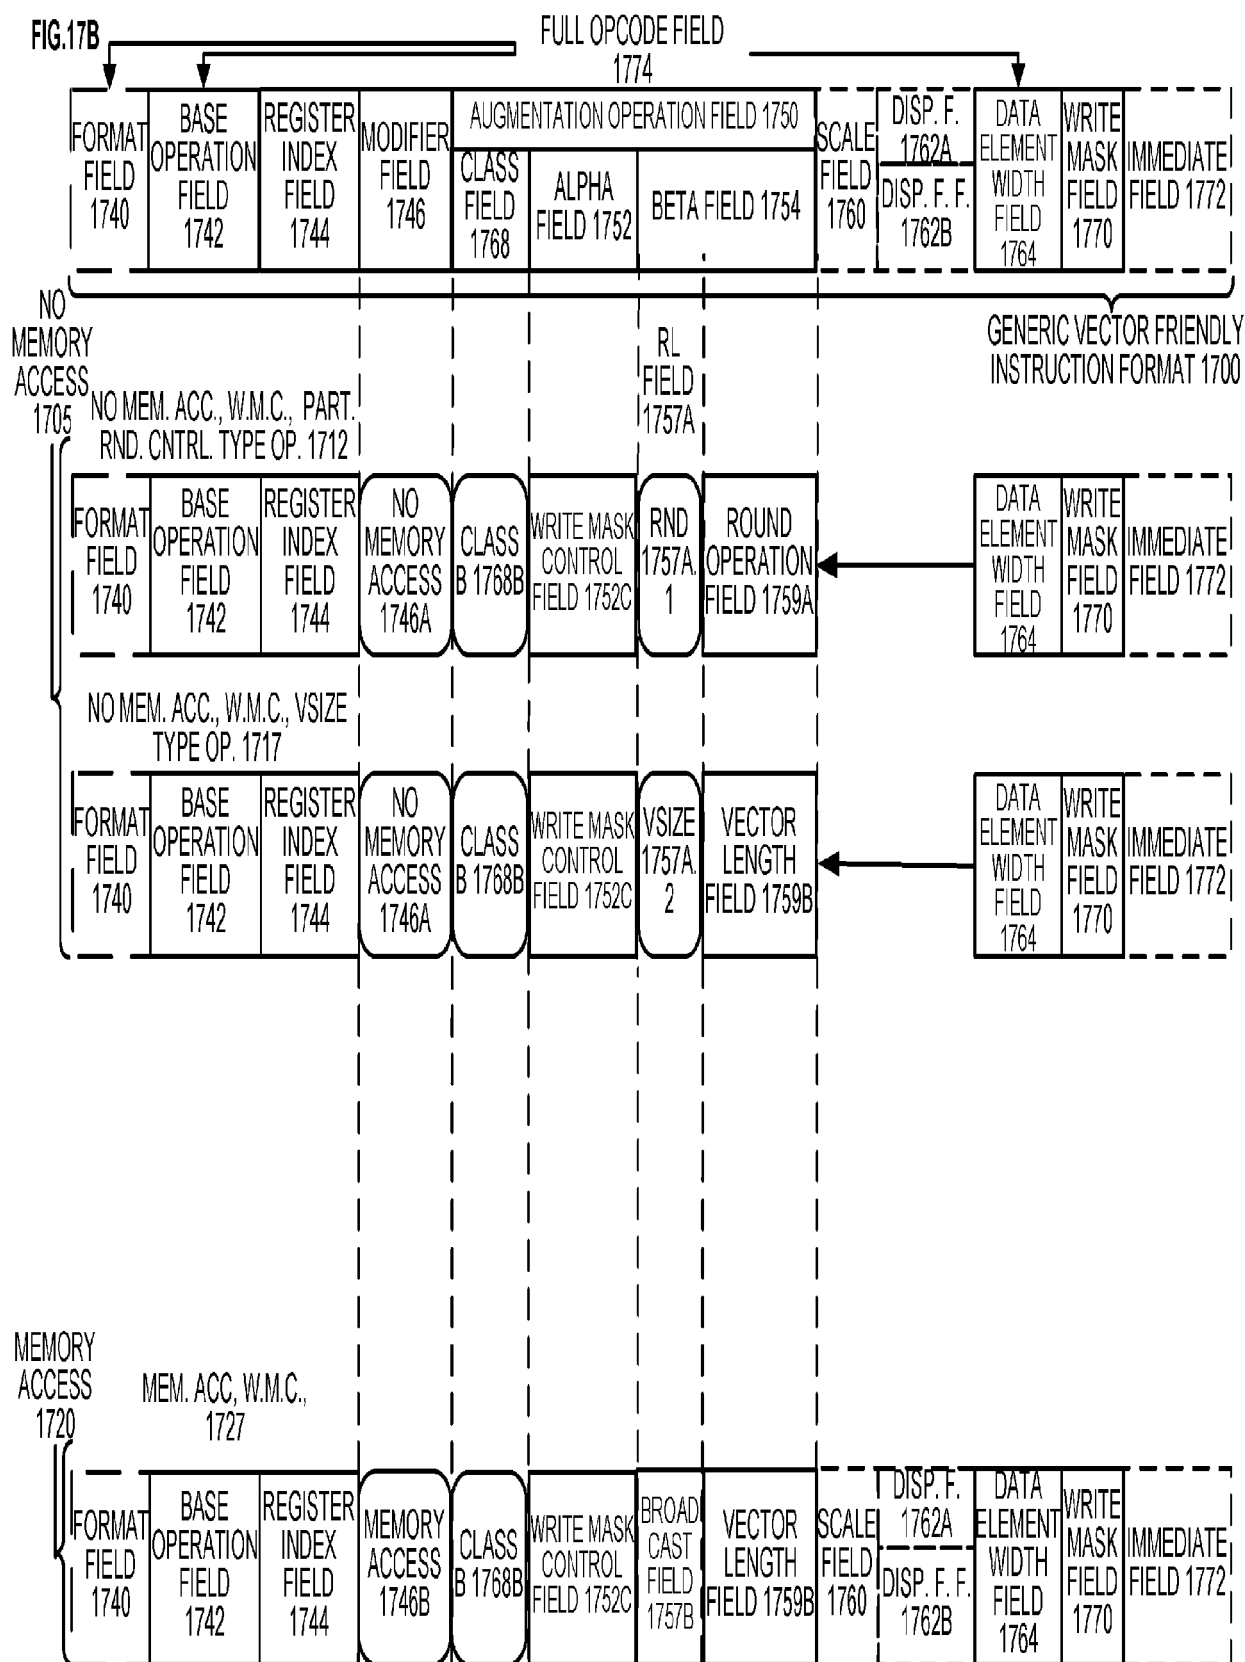 FIG.17B
FULL OPCODE FIELD
1774
FORMAT
FIELD
1740
BASE
OPERATION
FIELD
1742
REGISTER
INDEX
FIELD
1744
MODIFIER
FIELD
1746
AUGMENTATION OPERATION FIELD 1750
CLASS
FIELD
1768
ALPHA
FIELD 1752
BETA FIELD 1754
SCALE
FIELD
1760
DISP. F.
1762A
DISP. F. F.
1762B
DATA
ELEMENT
WIDTH
FIELD
1764
WRITE
MASK
FIELD
1770
IMMEDIATE
FIELD 1772
GENERIC VECTOR FRIENDLY
INSTRUCTION FORMAT 1700
NO
MEMORY
ACCESS
1705
RL
FIELD
1757A
NO MEM. ACC., W.M.C., PART.
RND. CNTRL. TYPE OP. 1712
FORMAT
FIELD
1740
BASE
OPERATION
FIELD
1742
REGISTER
INDEX
FIELD
1744
NO
MEMORY
ACCESS
1746A
CLASS
B 1768B
WRITE MASK
CONTROL
FIELD 1752C
RND
1757A.
1
ROUND
OPERATION
FIELD 1759A
DATA
ELEMENT
WIDTH
FIELD
1764
WRITE
MASK
FIELD
1770
IMMEDIATE
FIELD 1772
NO MEM. ACC., W.M.C., VSIZE
TYPE OP. 1717
FORMAT
FIELD
1740
BASE
OPERATION
FIELD
1742
REGISTER
INDEX
FIELD
1744
NO
MEMORY
ACCESS
1746A
CLASS
B 1768B
WRITE MASK
CONTROL
FIELD 1752C
VSIZE
1757A.
2
VECTOR
LENGTH
FIELD 1759B
DATA
ELEMENT
WIDTH
FIELD
1764
WRITE
MASK
FIELD
1770
IMMEDIATE
FIELD 1772
MEMORY
ACCESS
1720
MEM. ACC, W.M.C.,
1727
FORMAT
FIELD
1740
BASE
OPERATION
FIELD
1742
REGISTER
INDEX
FIELD
1744
MEMORY
ACCESS
1746B
CLASS
B 1768B
WRITE MASK
CONTROL
FIELD 1752C
BROAD
CAST
FIELD
1757B
VECTOR
LENGTH
FIELD 1759B
SCALE
FIELD
1760
DISP. F.
1762A
DISP. F. F.
1762B
DATA
ELEMENT
WIDTH
FIELD
1764
WRITE
MASK
FIELD
1770
IMMEDIATE
FIELD 1772